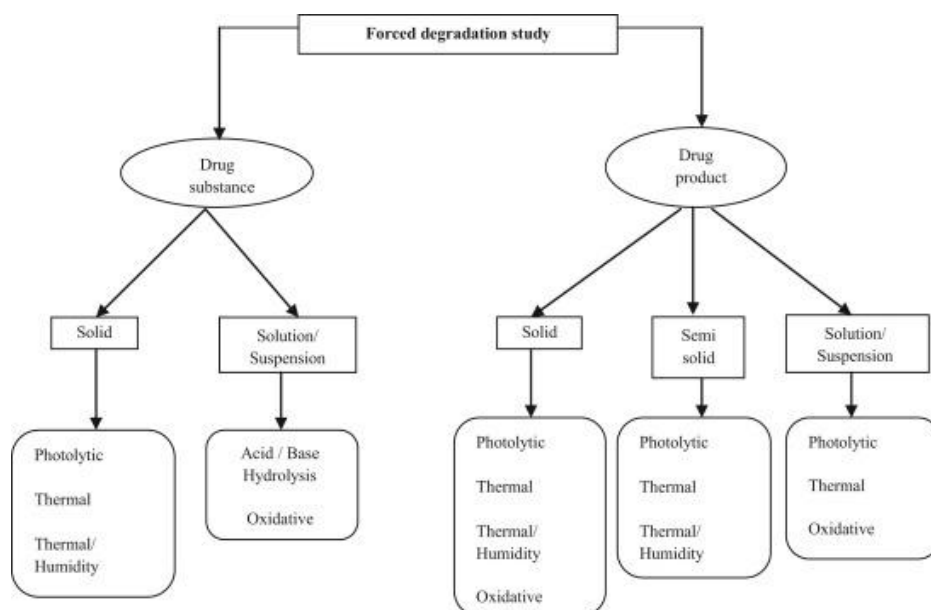 Forced degradation study
Drug
substance
Drug
product
Solid
Solution/
Suspension
Solid
Semi
solid
Solution/
Suspension
Photolytic
Thermal
Thermal/
Humidity
Acid / Base
Hydrolysis
Oxidative
Photolytic
Thermal
Thermal/
Humidity
Oxidative
Photolytic
Thermal
Thermal/
Humidity
Photolytic
Thermal
Oxidative